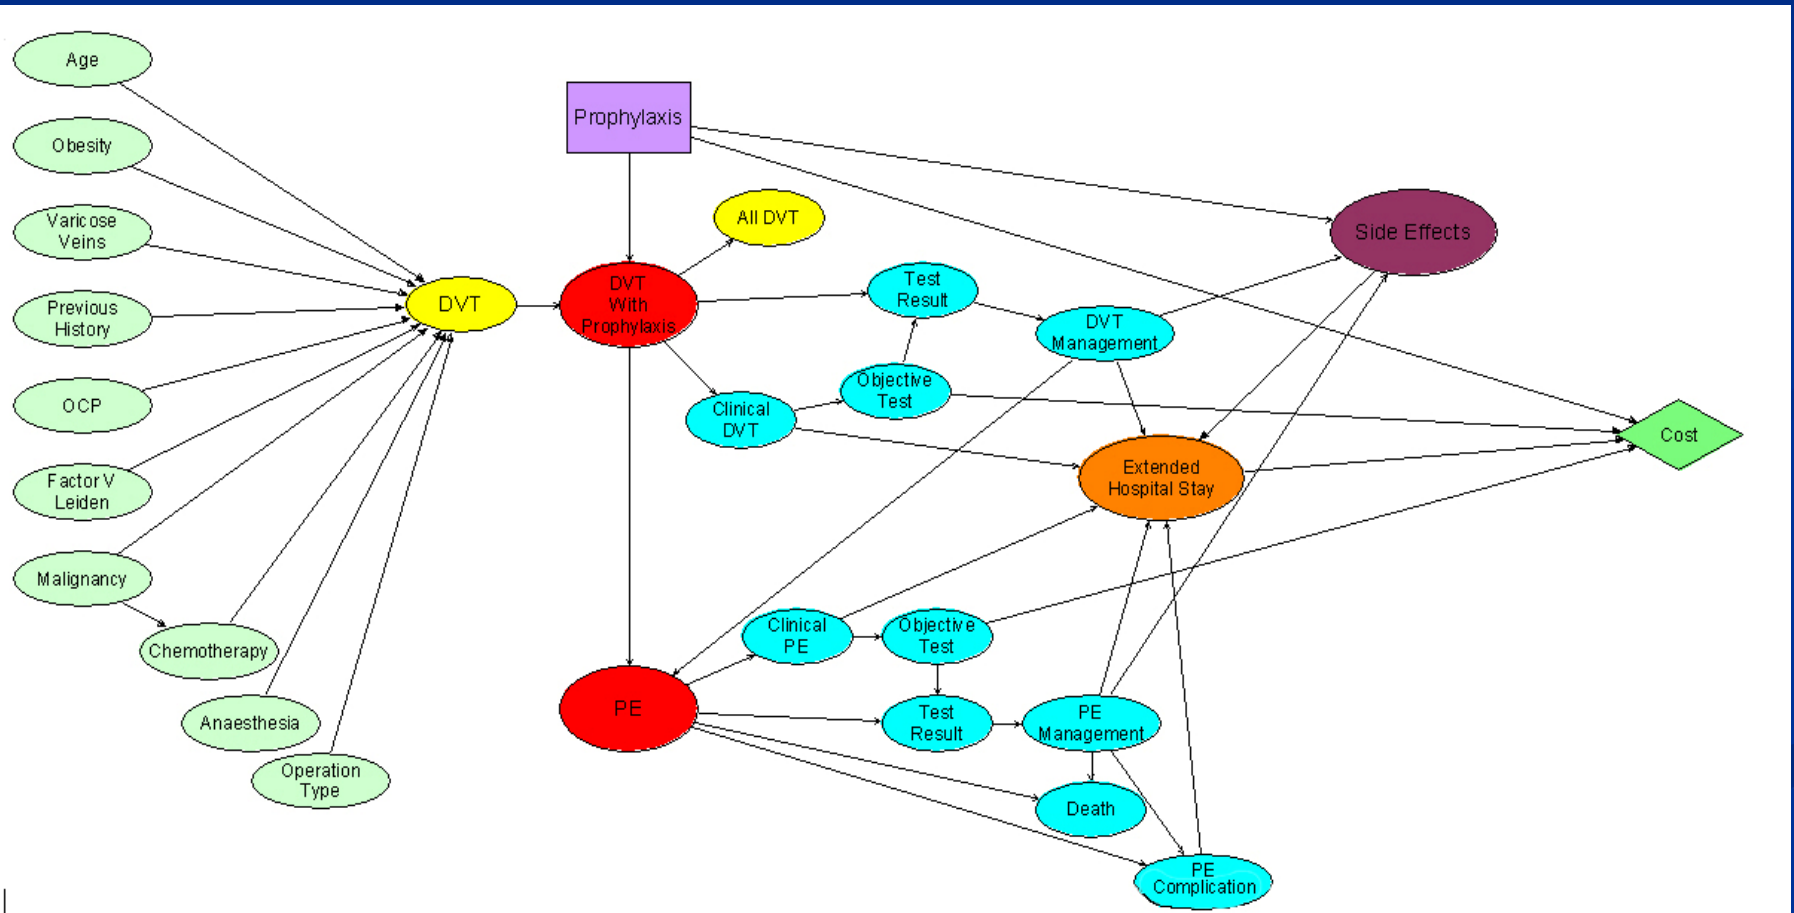 Age
Obesity
Varicose
Veins
Previous
History
OCP
Factor V
Leiden
Malignancy
Chemotherapy
Anaesthesia
Operation
Type
DVT
Prophylaxis
All DVT
DVT
With
Prophylaxis
Test
Result
DVT
Management
Objective
Test
Clinical
DVT
Side Effects
Extended
Hospital Stay
Cost
Clinical
PE
Objective
Test
PE
Test
Result
PE
Management
Death
PE
Complication